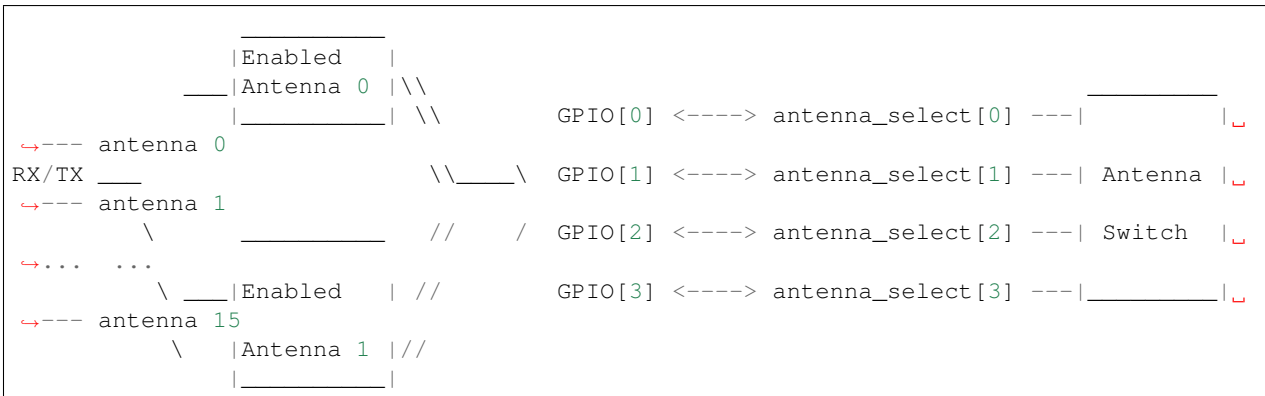 __________
|Enabled   |
___|Antenna 0 |\\                                              _________
|__________| \\        GPIO[0] <----> antenna_select[0] ---|         |␣
↪--- antenna 0
RX/TX ___                    \\____\  GPIO[1] <----> antenna_select[1] ---| Antenna |␣
↪--- antenna 1
\      __________   //    /  GPIO[2] <----> antenna_select[2] ---| Switch  |␣
↪...  ...
\ ___|Enabled   | //        GPIO[3] <----> antenna_select[3] ---|_________|␣
↪--- antenna 15
\   |Antenna 1 |//
|__________|